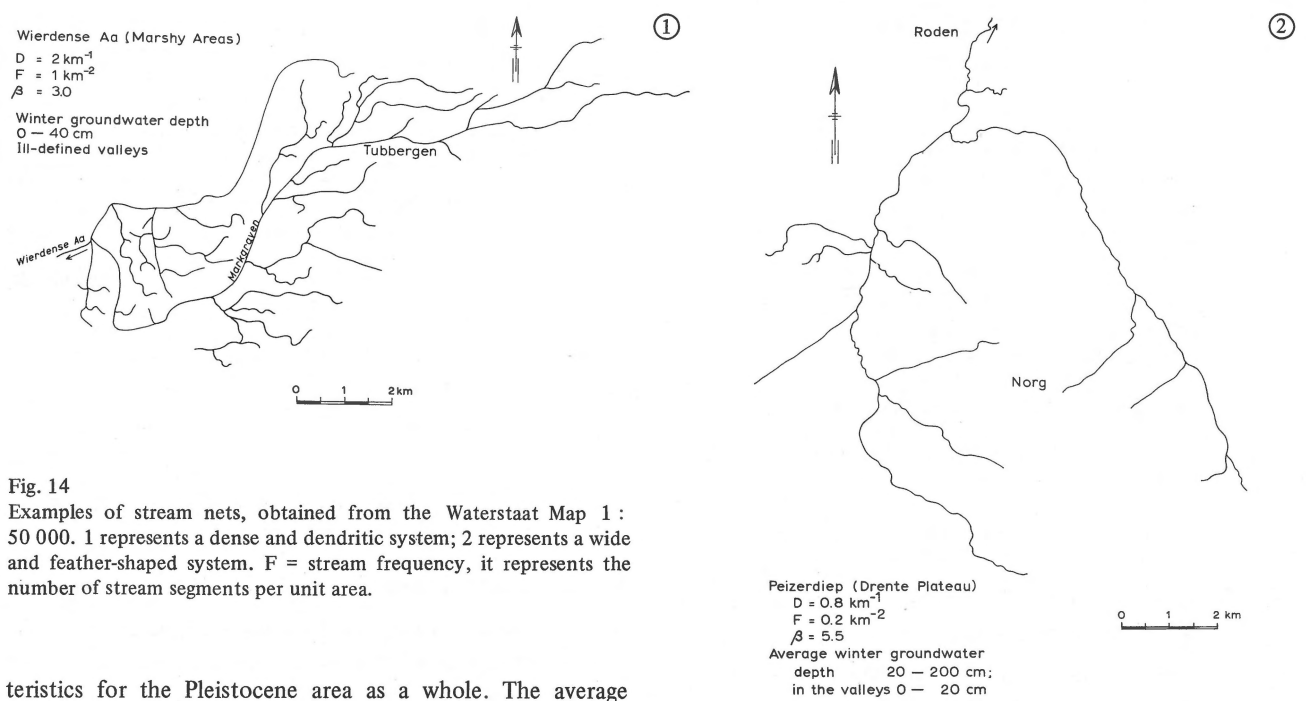 ①
Wierdense Aa (Marshy Areas)
D = 2 km⁻¹
F = 1 km⁻²
β = 3.0
Winter groundwater depth
0 — 40 cm
Ill-defined valleys
Tubbergen
Markgraven
Wierdense Aa
0 1 2 km
Fig. 14
Examples of stream nets, obtained from the Waterstaat Map 1 :
50 000. 1 represents a dense and dendritic system; 2 represents a wide
and feather-shaped system. F = stream frequency, it represents the
number of stream segments per unit area.
teristics for the Pleistocene area as a whole. The average
②
Roden
Norg
Peizerdiep (Drente Plateau)
D = 0.8 km⁻¹
F = 0.2 km⁻²
β = 5.5
Average winter groundwater
depth 20 — 200 cm;
in the valleys 0 — 20 cm
0 1 2 km